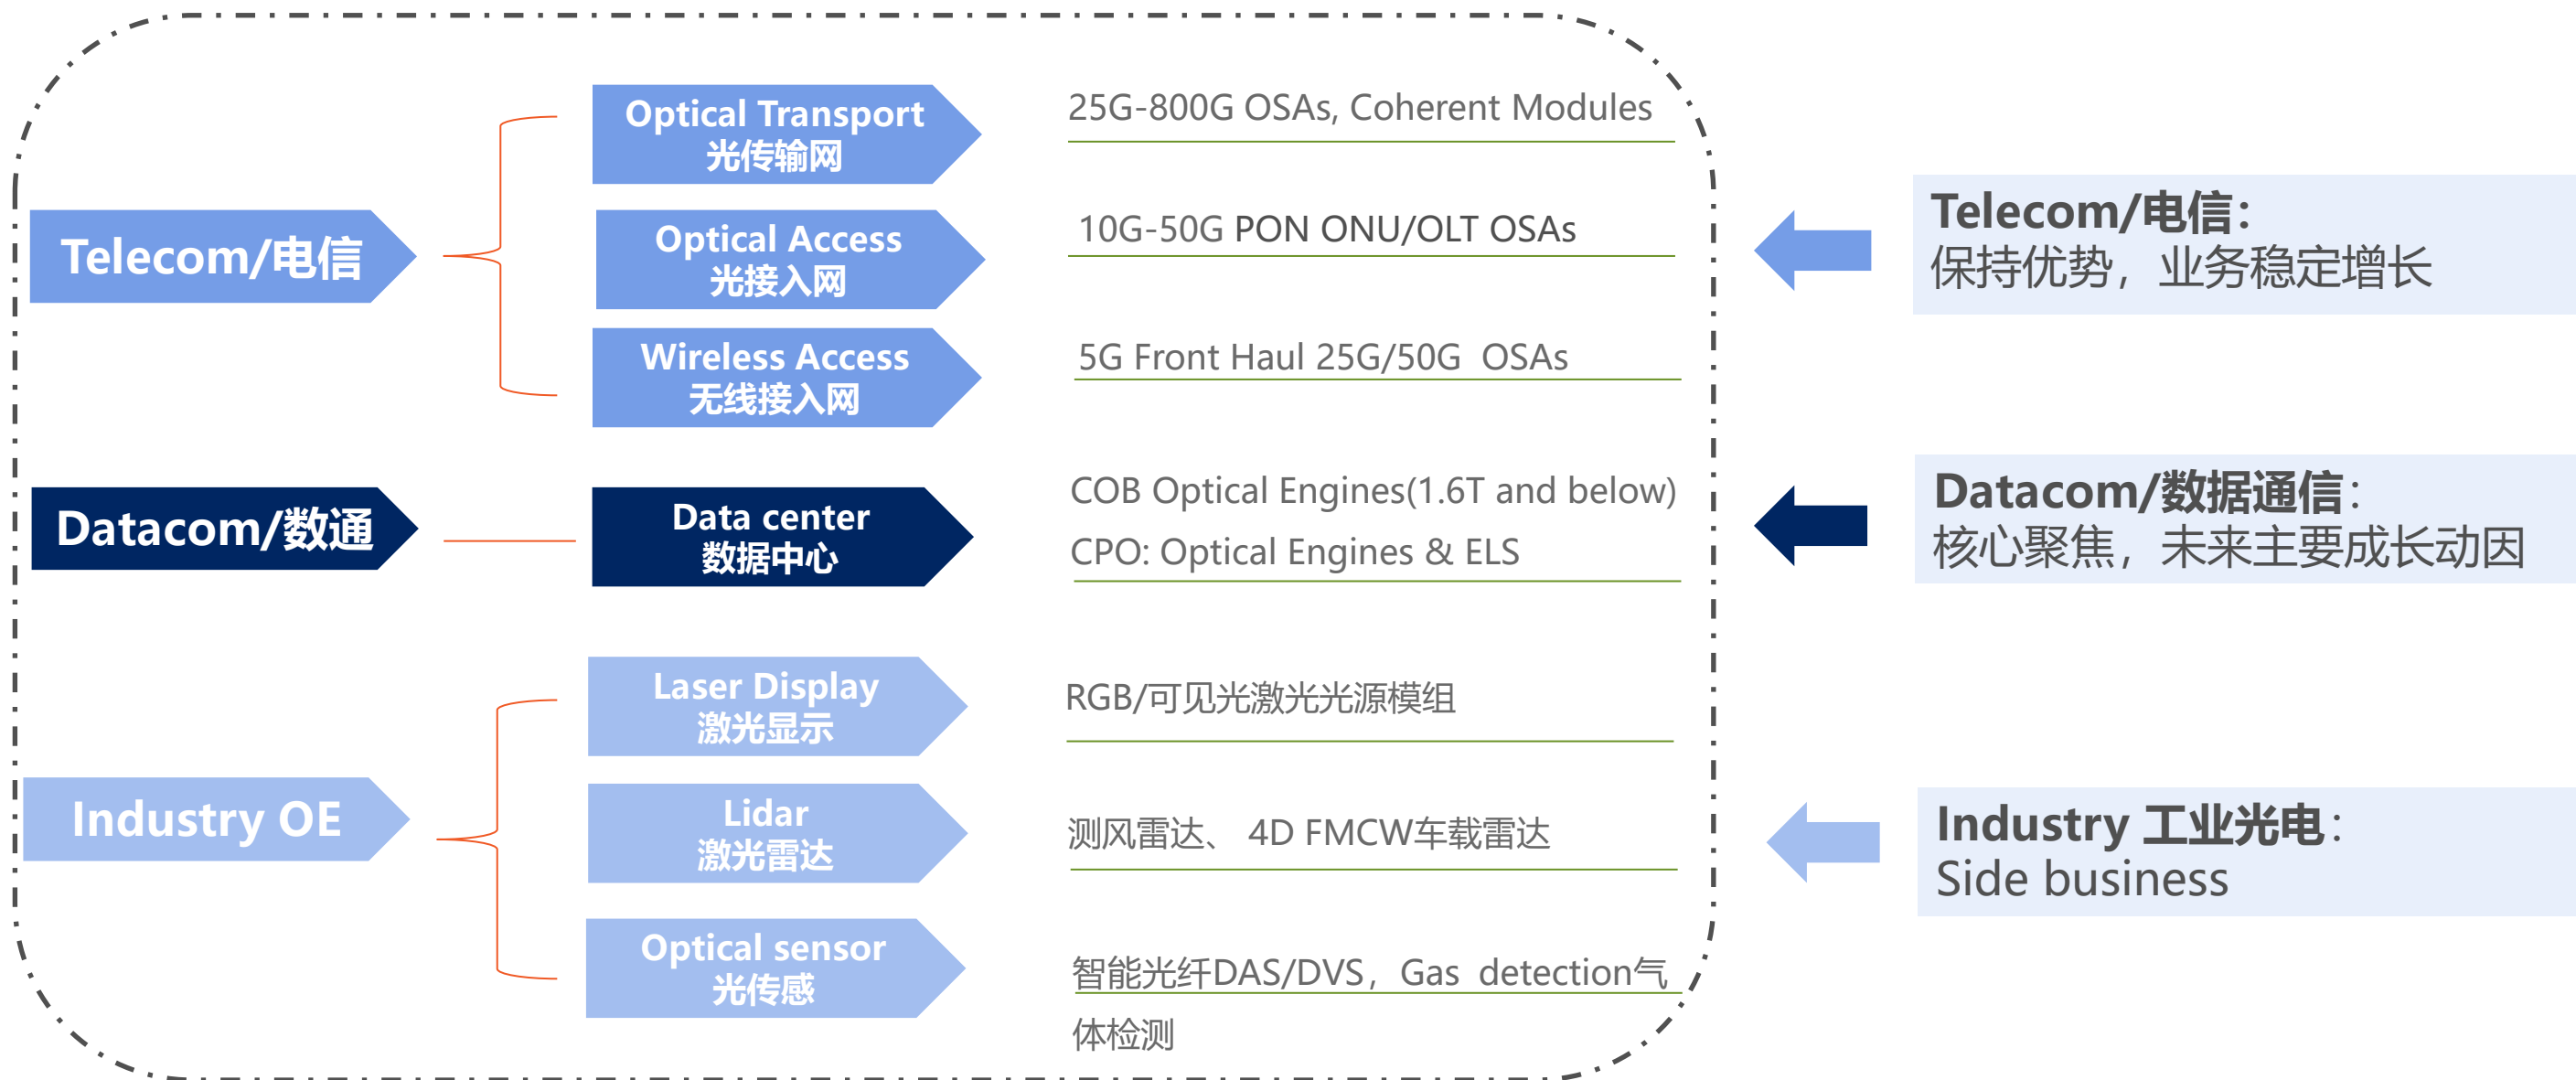 Telecom/电信
Optical Transport
光传输网
25G-800G OSAs, Coherent Modules
Optical Access
光接入网
10G-50G PON ONU/OLT OSAs
Wireless Access
无线接入网
5G Front Haul 25G/50G OSAs
Telecom/电信：
保持优势，业务稳定增长
Datacom/数通
Data center
数据中心
COB Optical Engines(1.6T and below)
CPO: Optical Engines & ELS
Datacom/数据通信：
核心聚焦，未来主要成长动因
Industry OE
Laser Display
激光显示
RGB/可见光激光光源模组
Lidar
激光雷达
测风雷达、 4D FMCW车载雷达
Optical sensor
光传感
智能光纤DAS/DVS，Gas detection气
体检测
Industry 工业光电：
Side business